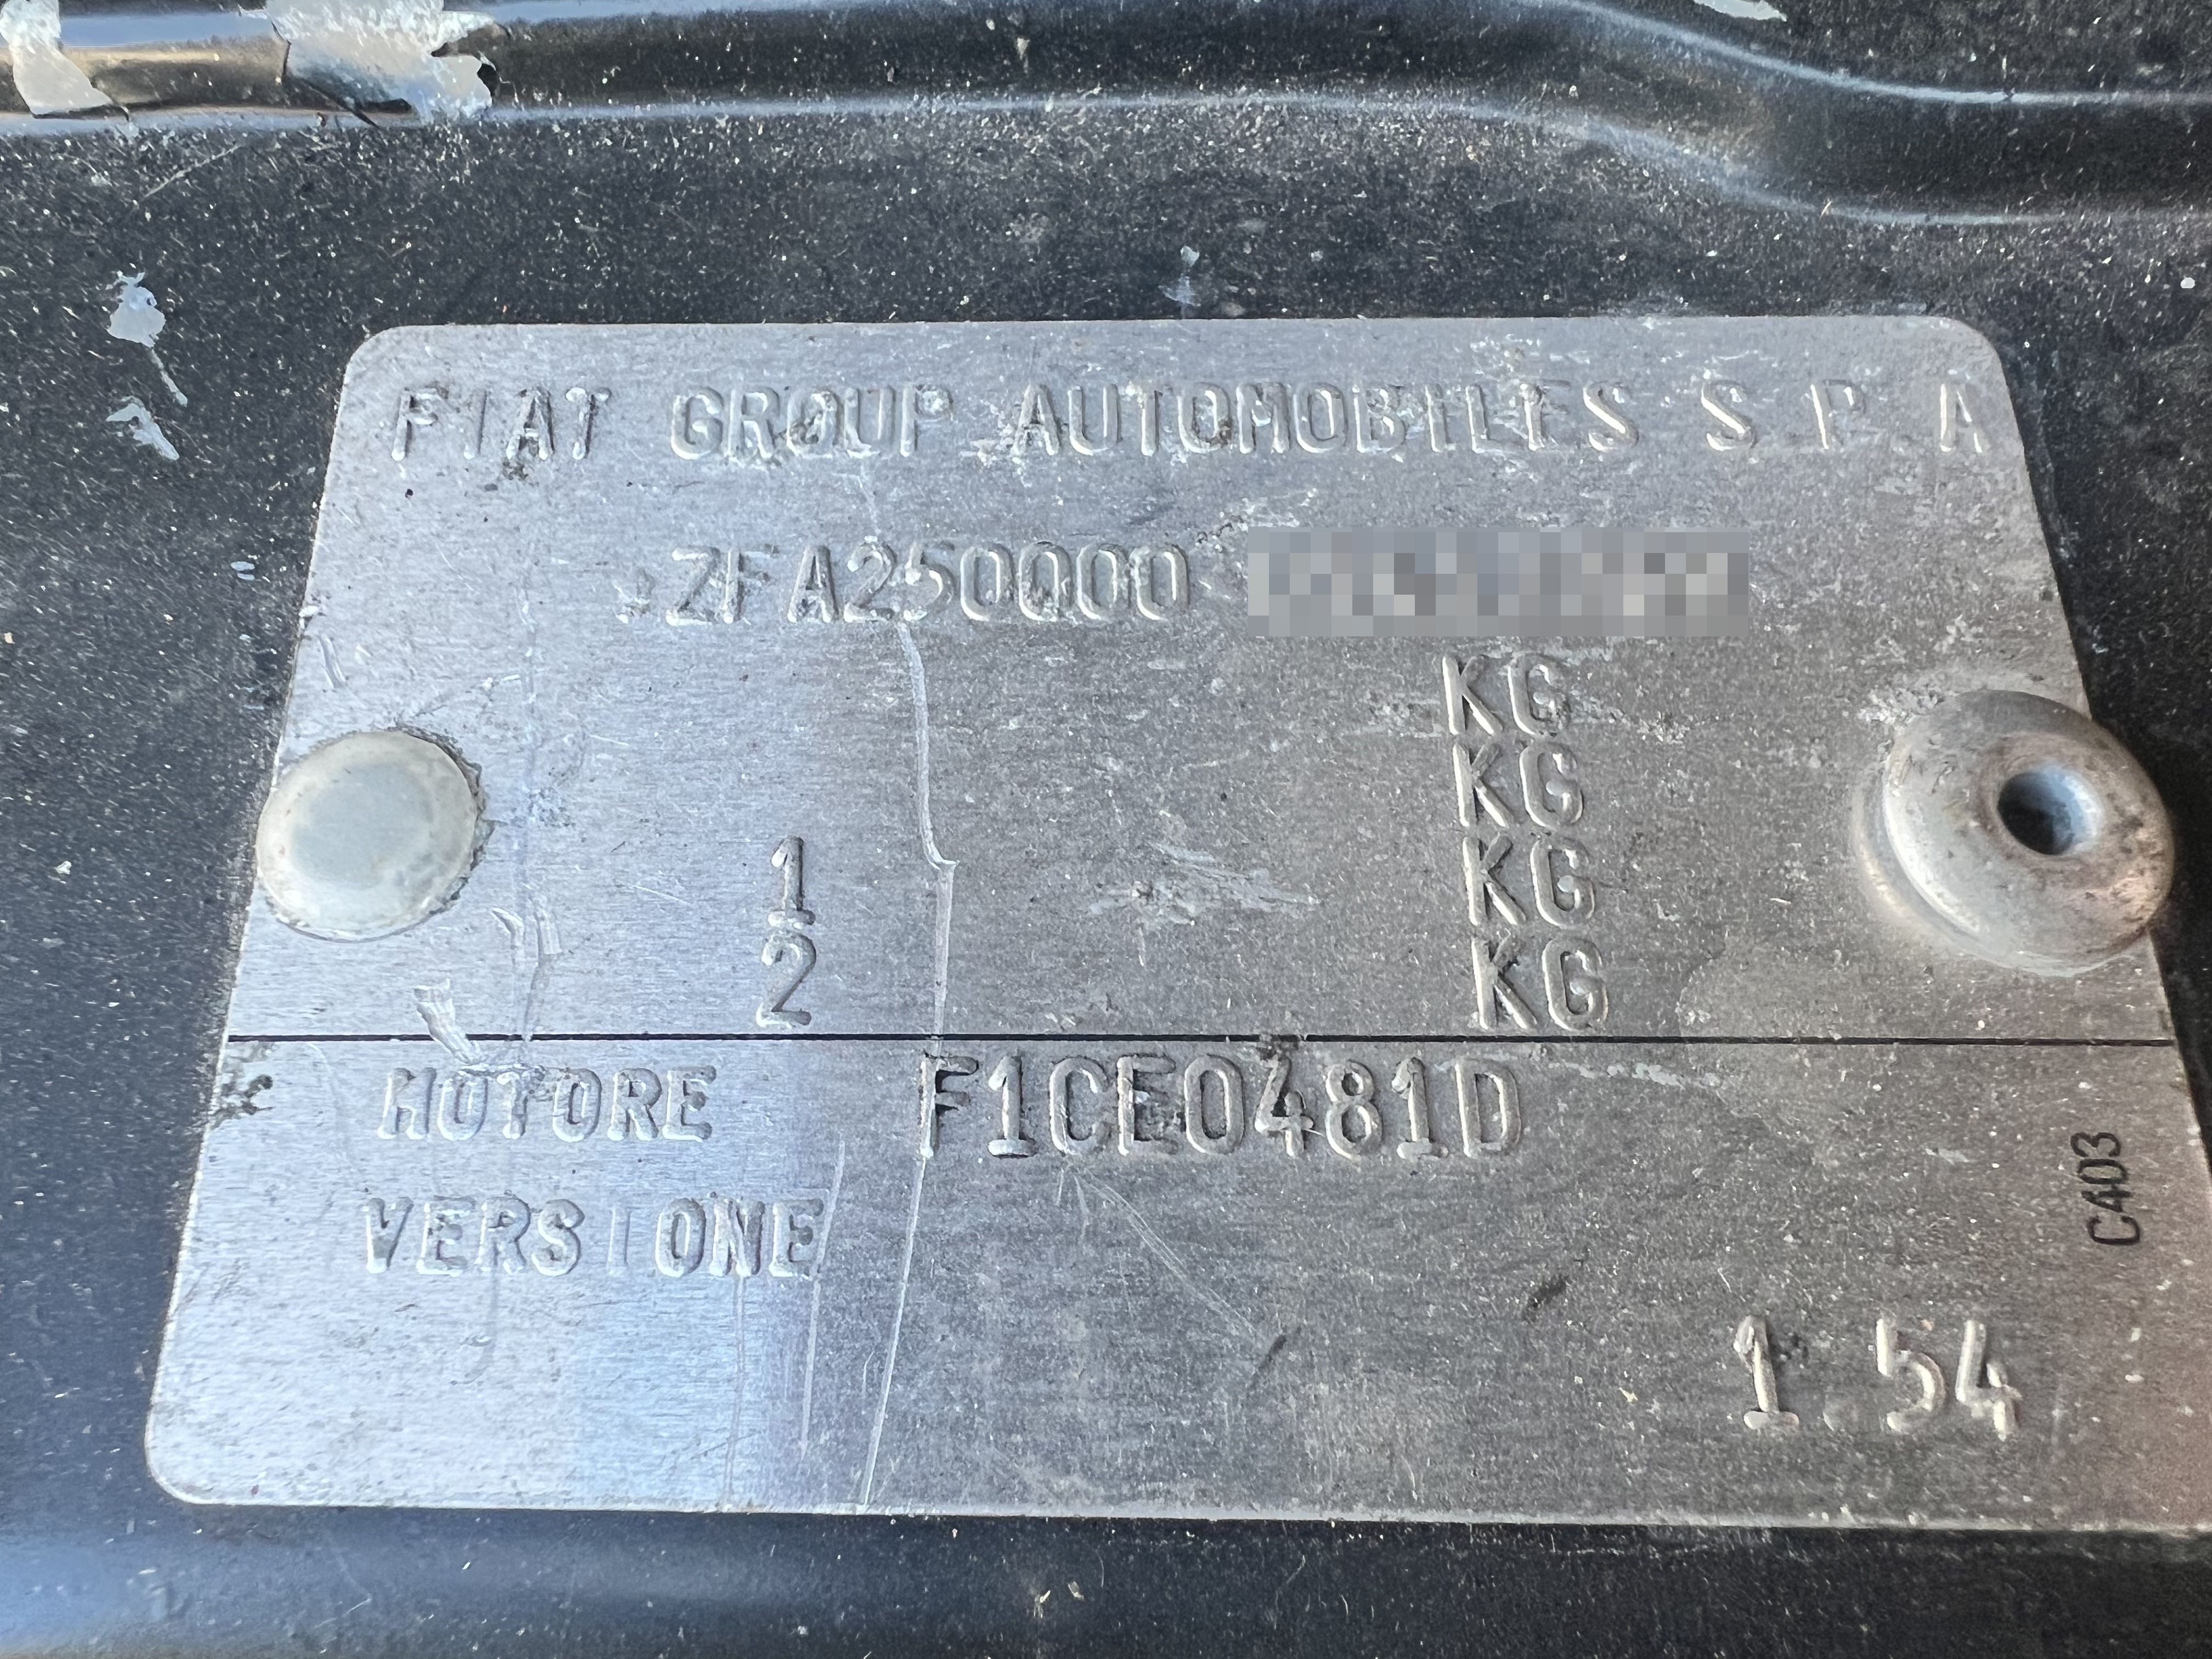 FIAT GROUP AUTOMOBILES S.P.A
ZFA250000
KG
KG
1 KG
2 KG
MOTORE F1CE0481D
VERSIONE
C403
1.54